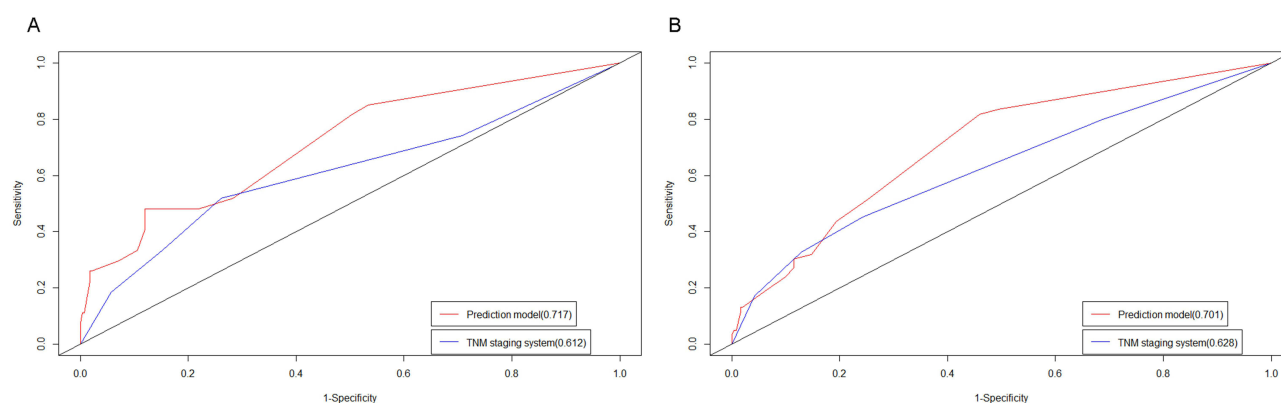 A
Sensitivity
1.0
0.8
0.6
0.4
0.2
0.0
Prediction model(0.717)
TNM staging system(0.612)
0.0 0.2 0.4 0.6 0.8 1.0
1-Specificity
B
Sensitivity
1.0
0.8
0.6
0.4
0.2
0.0
Prediction model(0.701)
TNM staging system(0.628)
0.0 0.2 0.4 0.6 0.8 1.0
1-Specificity